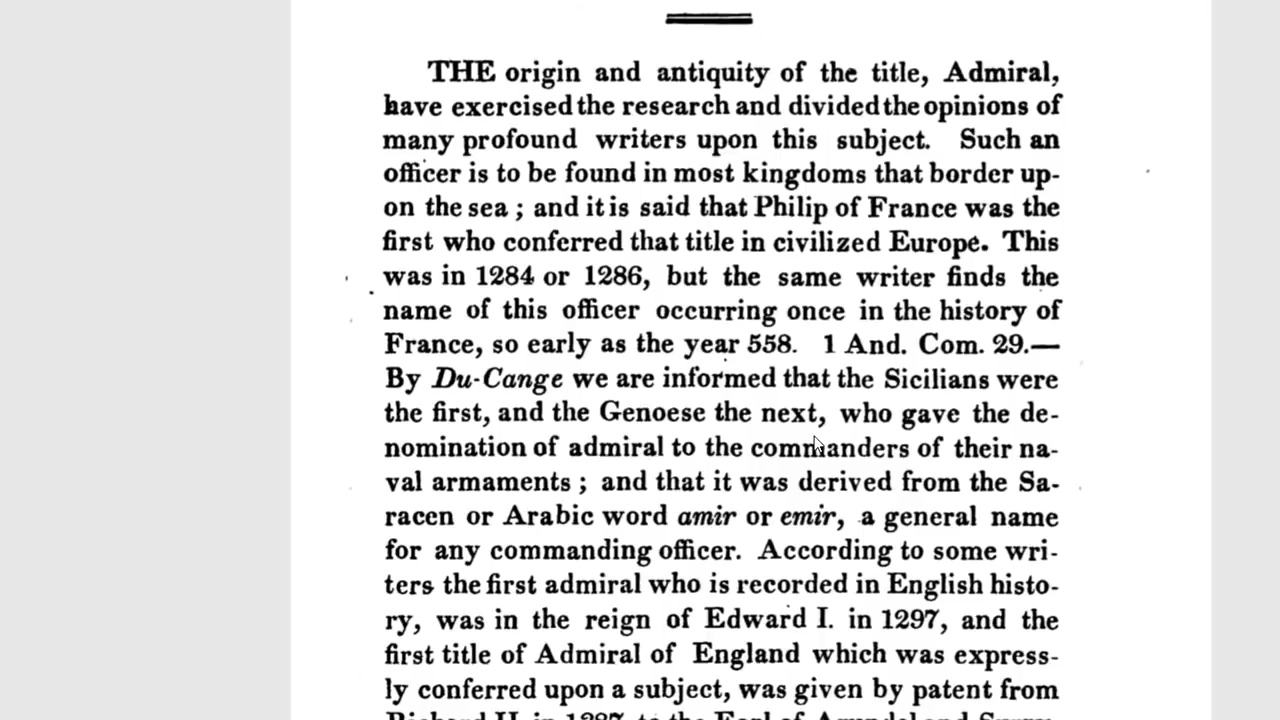 THE origin and antiquity of the title, Admiral,
have exercised the research and divided the opinions of
many profound writers upon this subject. Such an
officer is to be found in most kingdoms that border up-
on the sea ; and it is said that Philip of France was the
first who conferred that title in civilized Europe. This
was in 1284 or 1286, but the same writer finds the
name of this officer occurring once in the history of
France, so early as the year 558. 1 And. Com. 29.—
By Du-Cange we are informed that the Sicilians were
the first, and the Genoese the next, who gave the de-
nomination of admiral to the commanders of their na-
val armaments ; and that it was derived from the Sa-
racen or Arabic word amir or emir, a general name
for any commanding officer. According to some wri-
ters the first admiral who is recorded in English histo-
ry, was in the reign of Edward I. in 1297, and the
first title of Admiral of England which was express-
ly conferred upon a subject, was given by patent from